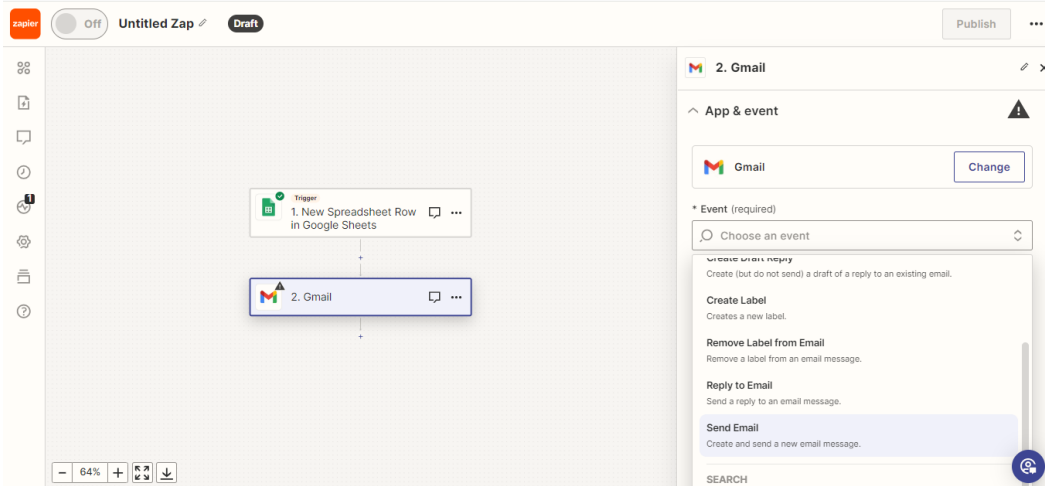 zapier
Off
Untitled Zap
Draft
Publish
1
Trigger
1. New Spreadsheet Row
in Google Sheets
2. Gmail
64%
2. Gmail
App & event
Gmail
Change
* Event (required)
Choose an event
Create Draft Reply
Create (but do not send) a draft of a reply to an existing email.
Create Label
Creates a new label.
Remove Label from Email
Remove a label from an email message.
Reply to Email
Send a reply to an email message.
Send Email
Create and send a new email message.
SEARCH